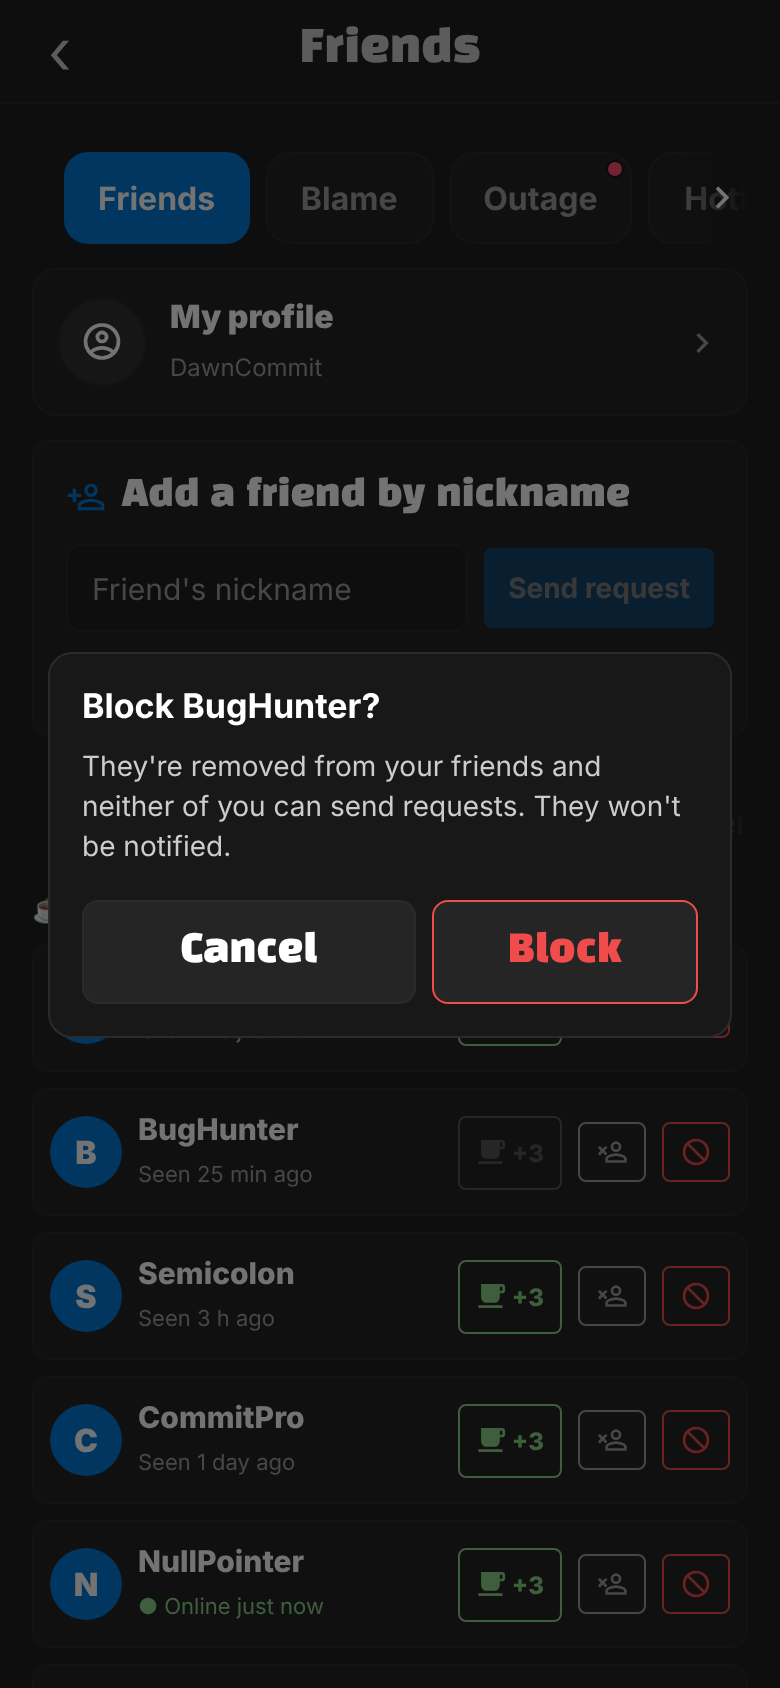 Friends
Friends
Blame
Outage
My profile
DawnCommit
Add a friend by nickname
Friend's nickname
Send request
Block BugHunter?
They're removed from your friends and
neither of you can send requests. They won't
be notified.
Cancel
Block
B
BugHunter
+3
Seen 25 min ago
S
Semicolon
+3
Seen 3 h ago
C
CommitPro
+3
Seen 1 day ago
N
NullPointer
+3
Online just now